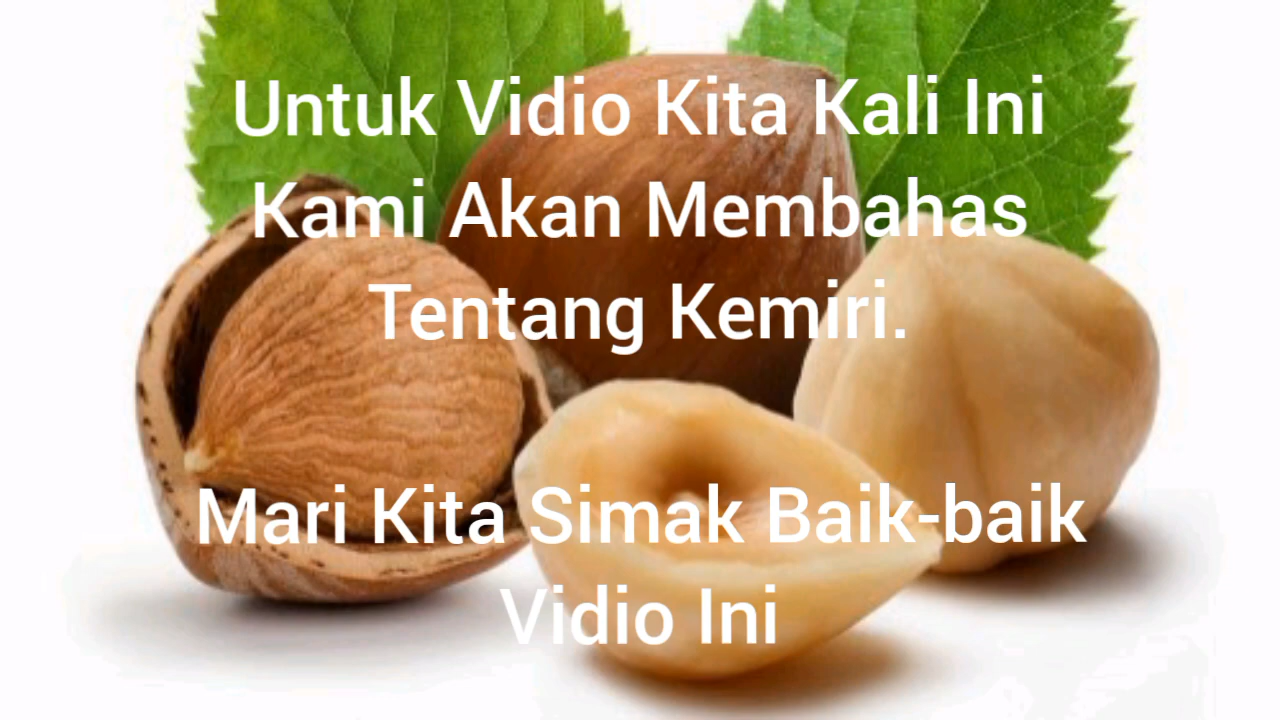 Untuk Vidio Kita Kali Ini
Kami Akan Membahas
Tentang Kemiri.
Mari Kita Simak Baik-baik
Vidio Ini